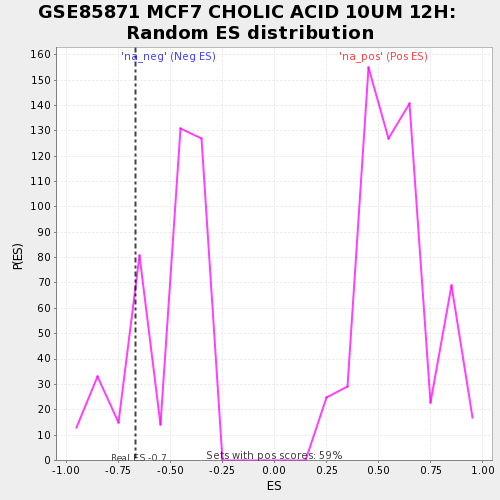 GSE85871 MCF7 CHOLIC ACID 10UM 12H:
Random ES distribution
'na_neg' (Neg ES)
'na_pos' (Pos ES)
160
150
140
130
120
110
100
90
80
70
60
50
40
30
20
10
0
P(ES)
Real ES -0.7
Sets with pos scores: 59%
-1.00 -0.75 -0.50 -0.25 0.00 0.25 0.50 0.75 1.00
ES